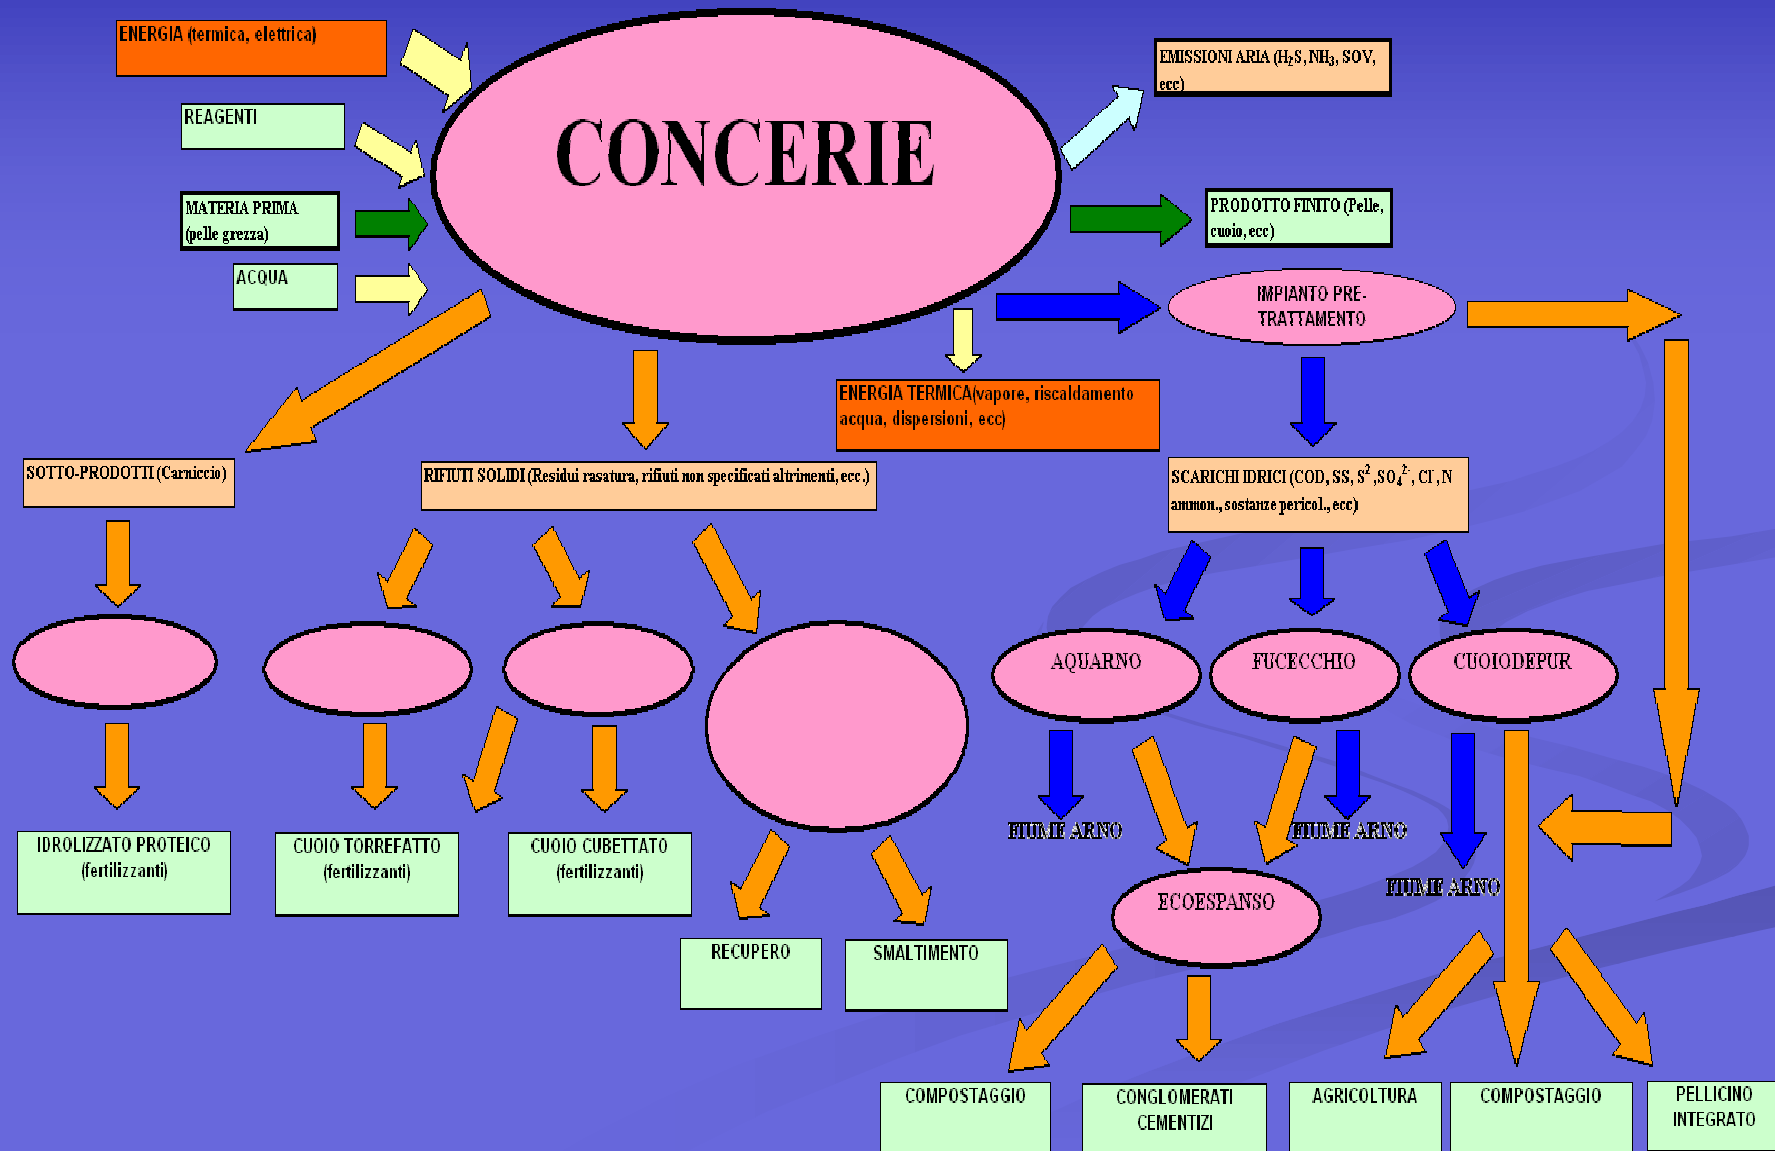 ENERGIA (termica, elettrica)
CONCERIE
EMISSIONI ARIA (H₂S, NH₃, SOV,
ecc)
REAGENTI
MATERIA PRIMA
(pelle grezza)
PRODOTTO FINITO (Pelle,
cuoio, ecc)
ACQUA
IMPIANTO PRE-
TRATTAMENTO
ENERGIA TERMICA(vapore, riscaldamento
acqua, dispersioni, ecc)
SOTTO-PRODOTTI (Carniccio)
RIFIUTI SOLIDI (Residui rasatura, rifiuti non specificati altrimenti, ecc.)
SCARICHI IDRICI (COD, SS, S²⁻,SO₄²⁻, Cl⁻, N
ammon., sostanze pericol., ecc)
AQUARNO
FUCECCHIO
CUOIODEPUR
FIUME ARNO
FIUME ARNO
FIUME ARNO
IDROLIZZATO PROTEICO
(fertilizzanti)
CUOIO TORREFATTO
(fertilizzanti)
CUOIO CUBETTATO
(fertilizzanti)
ECOESPANSO
RECUPERO
SMALTIMENTO
COMPOSTAGGIO
CONGLOMERATI
CEMENTIZI
AGRICOLTURA
COMPOSTAGGIO
PELLICINO
INTEGRATO